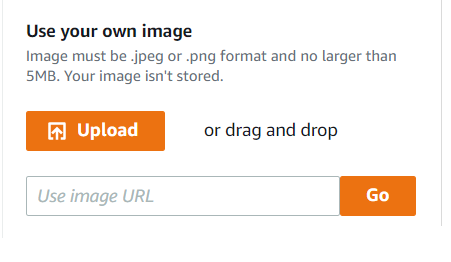 Use your own image
Image must be .jpeg or .png format and no larger than
5MB. Your image isn't stored.
Upload or drag and drop
Use image URL Go